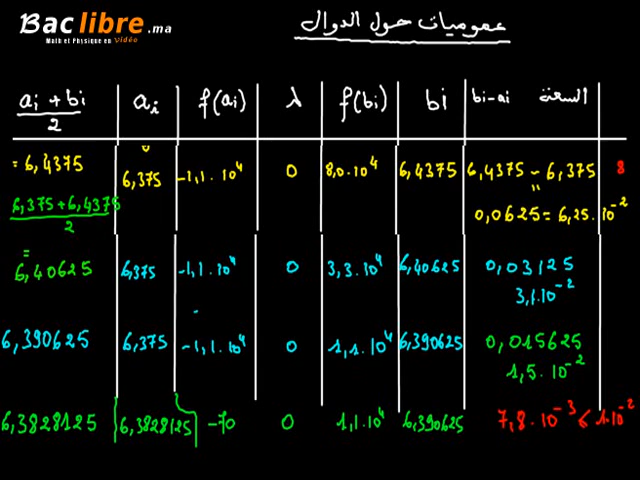 Bac libre.ma
Math et Physique en Vidéo
عموميات حول الدوال
ai + bi / 2 ai f(ai) λ f(bi) bi bi-ai السعة
= 6,4375 6,375 -1,1 · 10⁴ 0 8,0 · 10⁴ 6,4375 6,4375 - 6,375 8
6,375 + 6,4375 / 2 " 0,0625 = 6,25 · 10⁻²
= 6,40625 6,375 -1,1 · 10⁴ 0 3,3 · 10⁴ 6,40625 0,03125
3,1 · 10⁻²
6,390625 6,375 -1,1 · 10⁴ 0 1,1 · 10⁴ 6,390625 0,015625
1,5 · 10⁻²
6,3828125 6,3828125 -70 0 1,1 · 10⁴ 6,390625 7,8 · 10⁻³ < 1 · 10⁻²